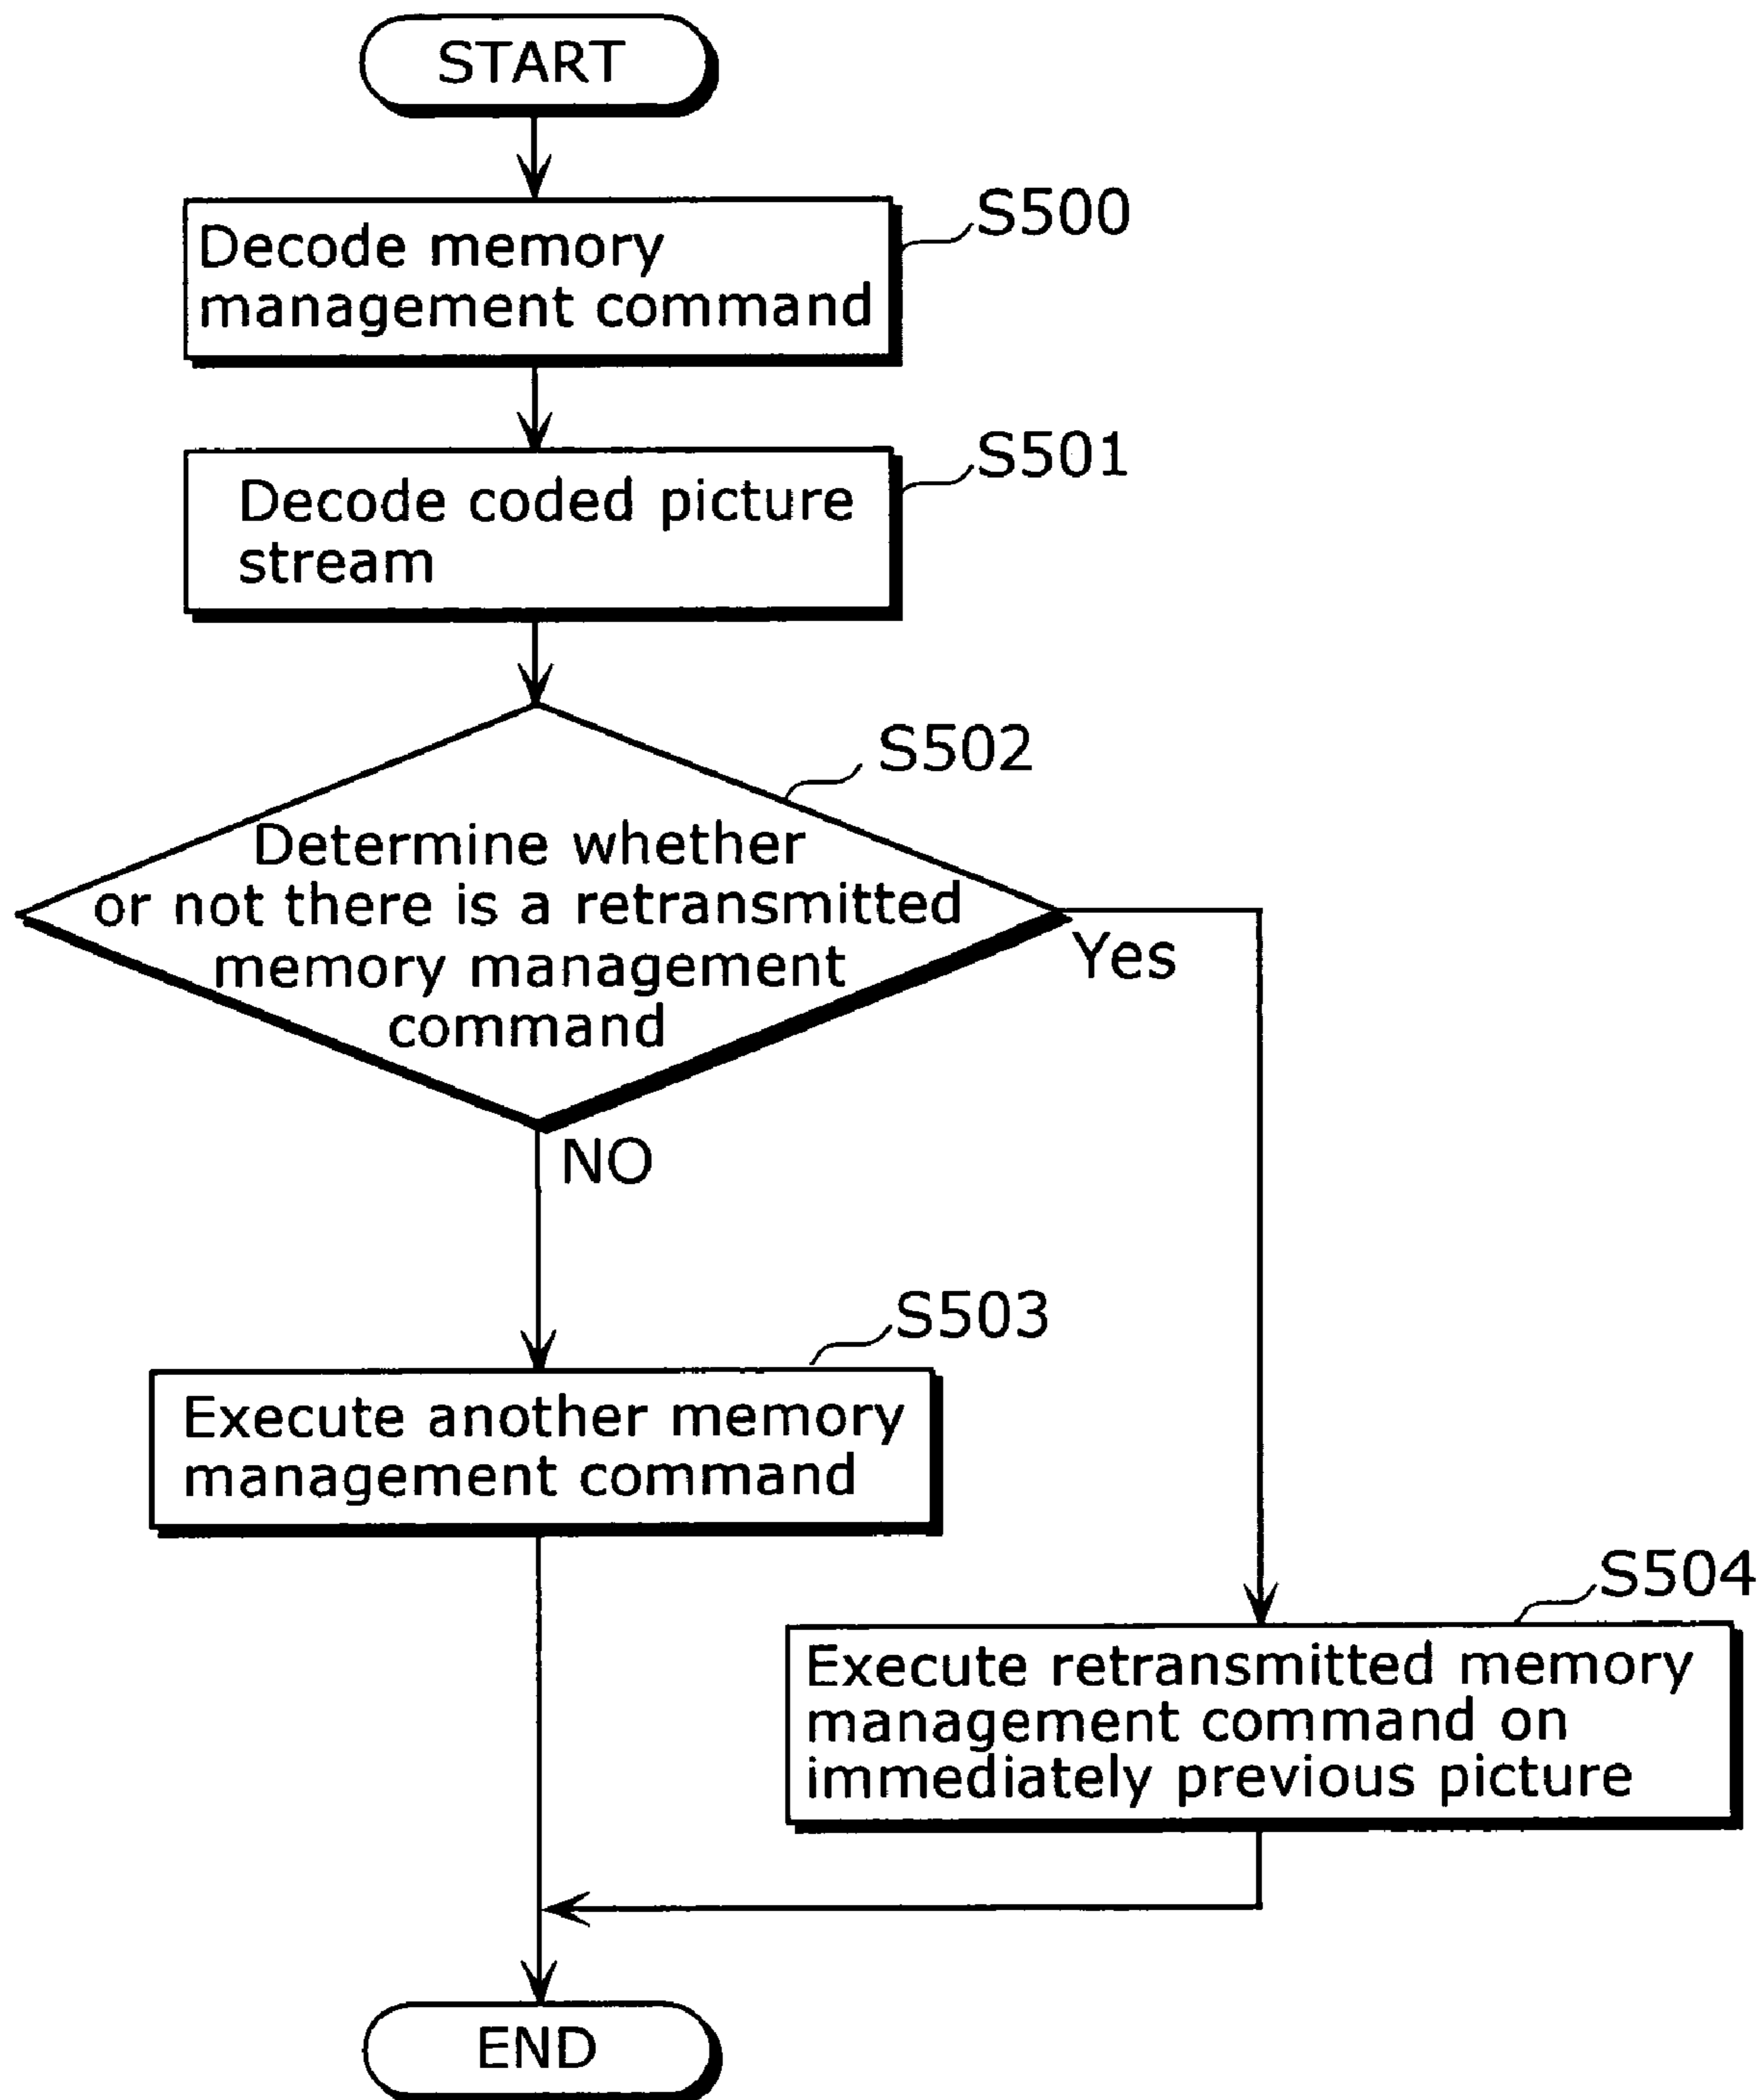 START
S500
Decode memory
management command
S501
Decode coded picture
stream
S502
Determine whether
or not there is a retransmitted
memory management
command
Yes
NO
S503
Execute another memory
management command
S504
Execute retransmitted memory
management command on
immediately previous picture
END